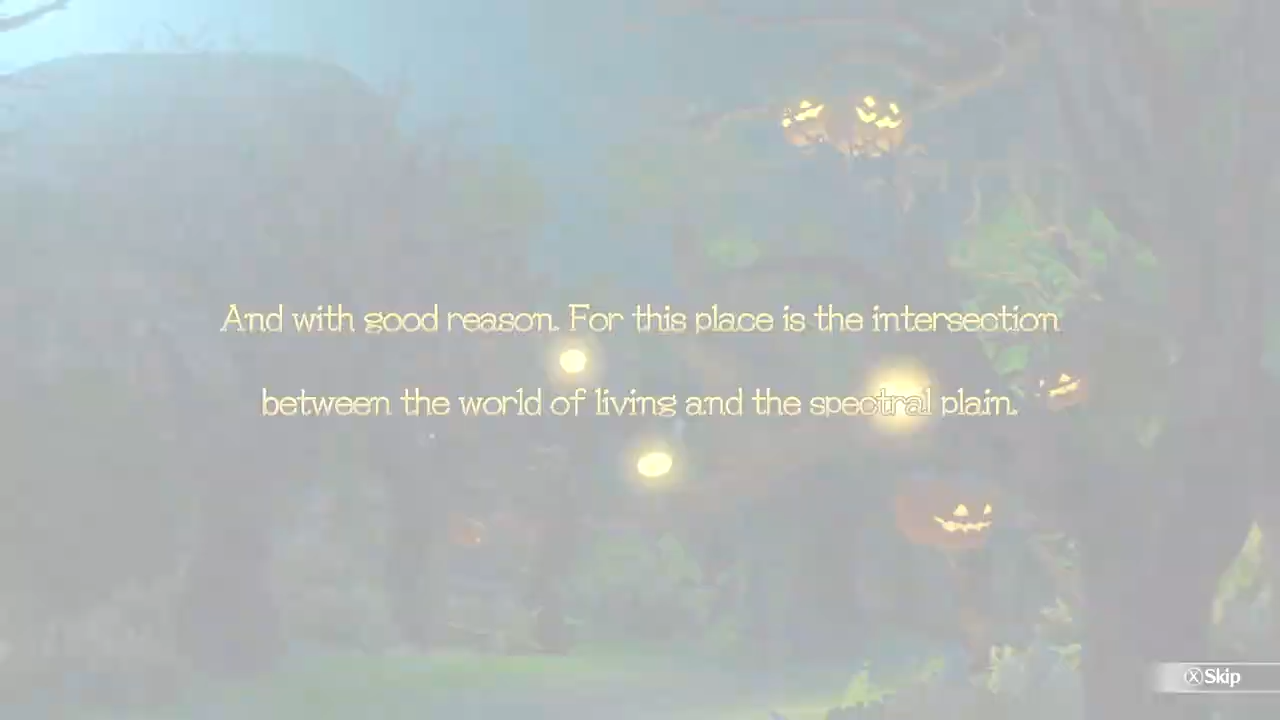 And with good reason. For this place is the intersection
between the world of living and the spectral plain.
ⓧSkip